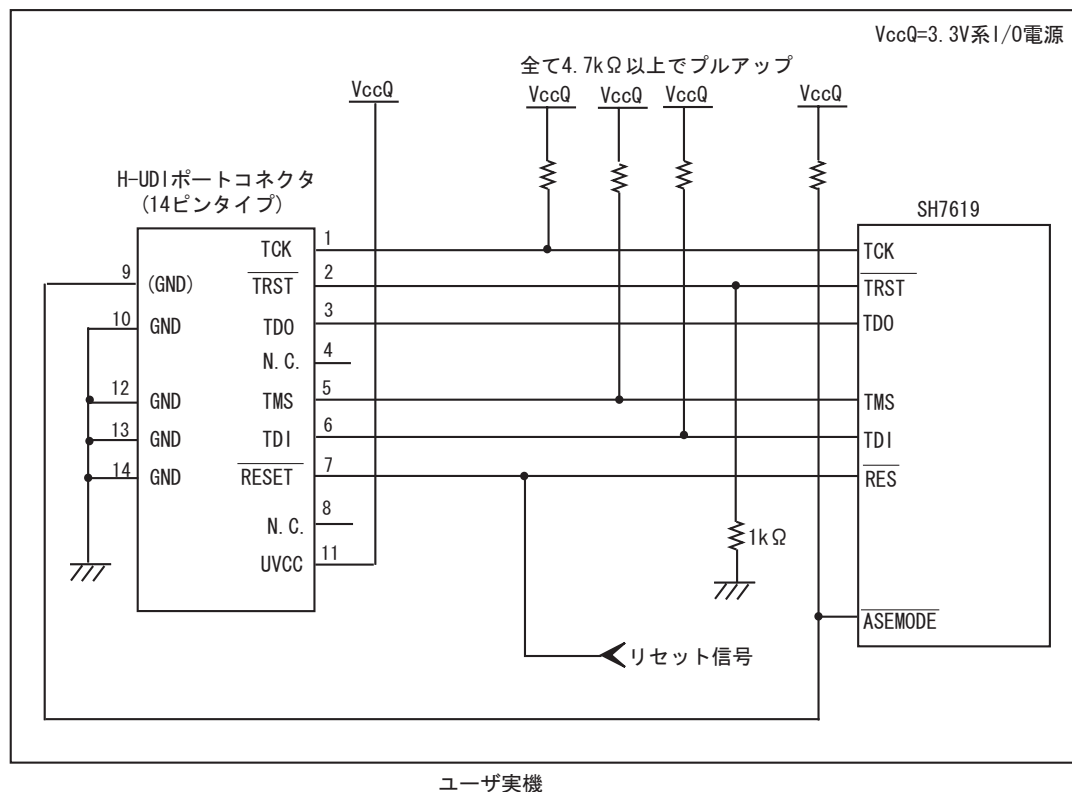 VccQ=3.3V系I/O電源
全て4.7kΩ以上でプルアップ
VccQ
VccQ
VccQ
VccQ
VccQ
H-UDIポートコネクタ
(14ピンタイプ)
SH7619
TCK
1
TCK
9
(GND)
TRST
2
TRST
10
GND
TDO
3
TDO
N.C.
4
12
GND
TMS
5
TMS
13
GND
TDI
6
TDI
14
GND
RESET
7
RES
N.C.
8
1kΩ
UVCC
11
ASEMODE
リセット信号
ユーザ実機